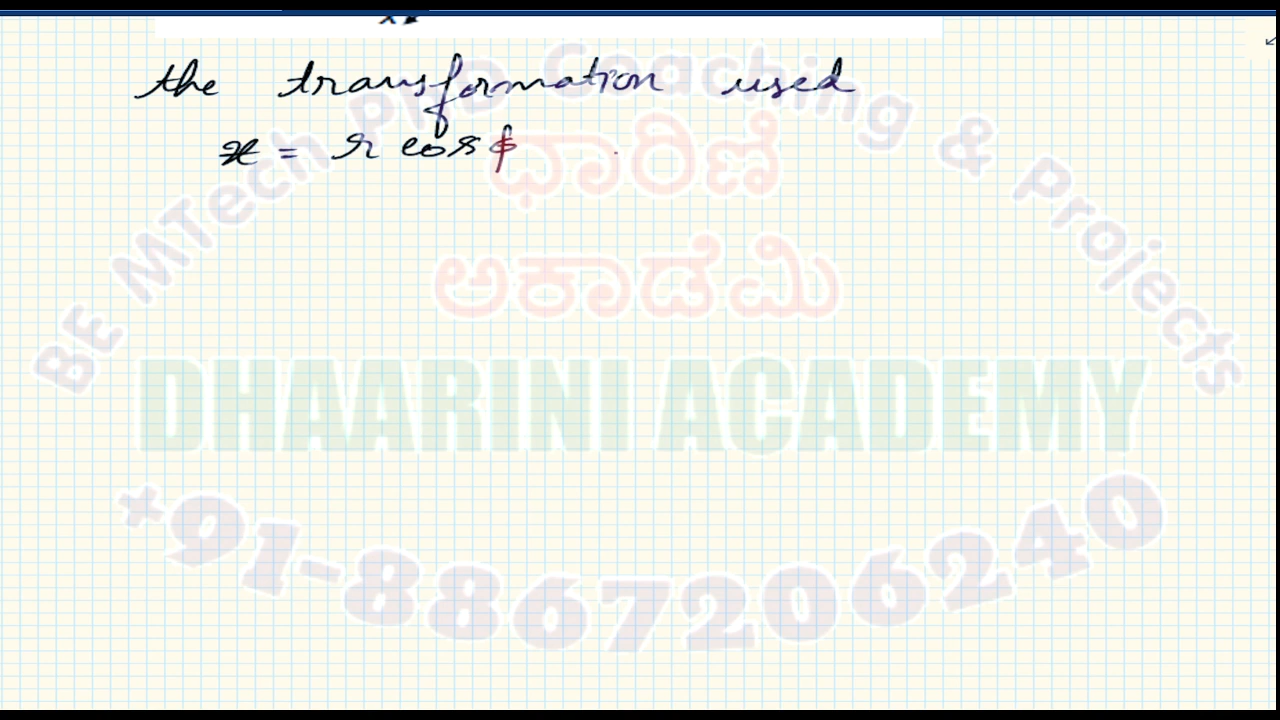 the transformation used
x = r cos ϕ
BE MTech PhD Coaching & Projects
ಧಾರಿಣಿ
ಅಕಾಡೆಮಿ
DHAARINI ACADEMY
+91-8867206240